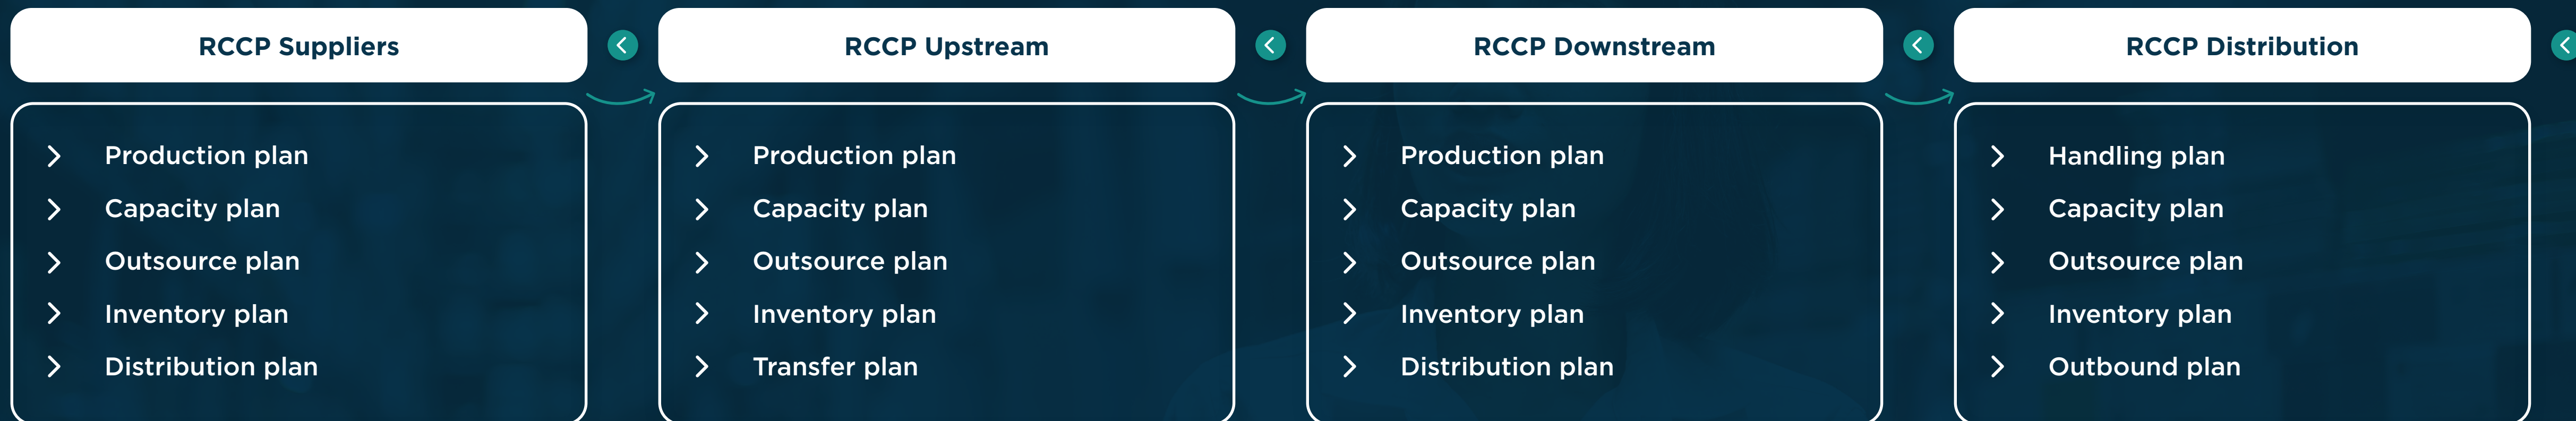 RCCP Suppliers
Production plan
Capacity plan
Outsource plan
Inventory plan
Distribution plan
RCCP Upstream
Production plan
Capacity plan
Outsource plan
Inventory plan
Transfer plan
RCCP Downstream
Production plan
Capacity plan
Outsource plan
Inventory plan
Distribution plan
RCCP Distribution
Handling plan
Capacity plan
Outsource plan
Inventory plan
Outbound plan